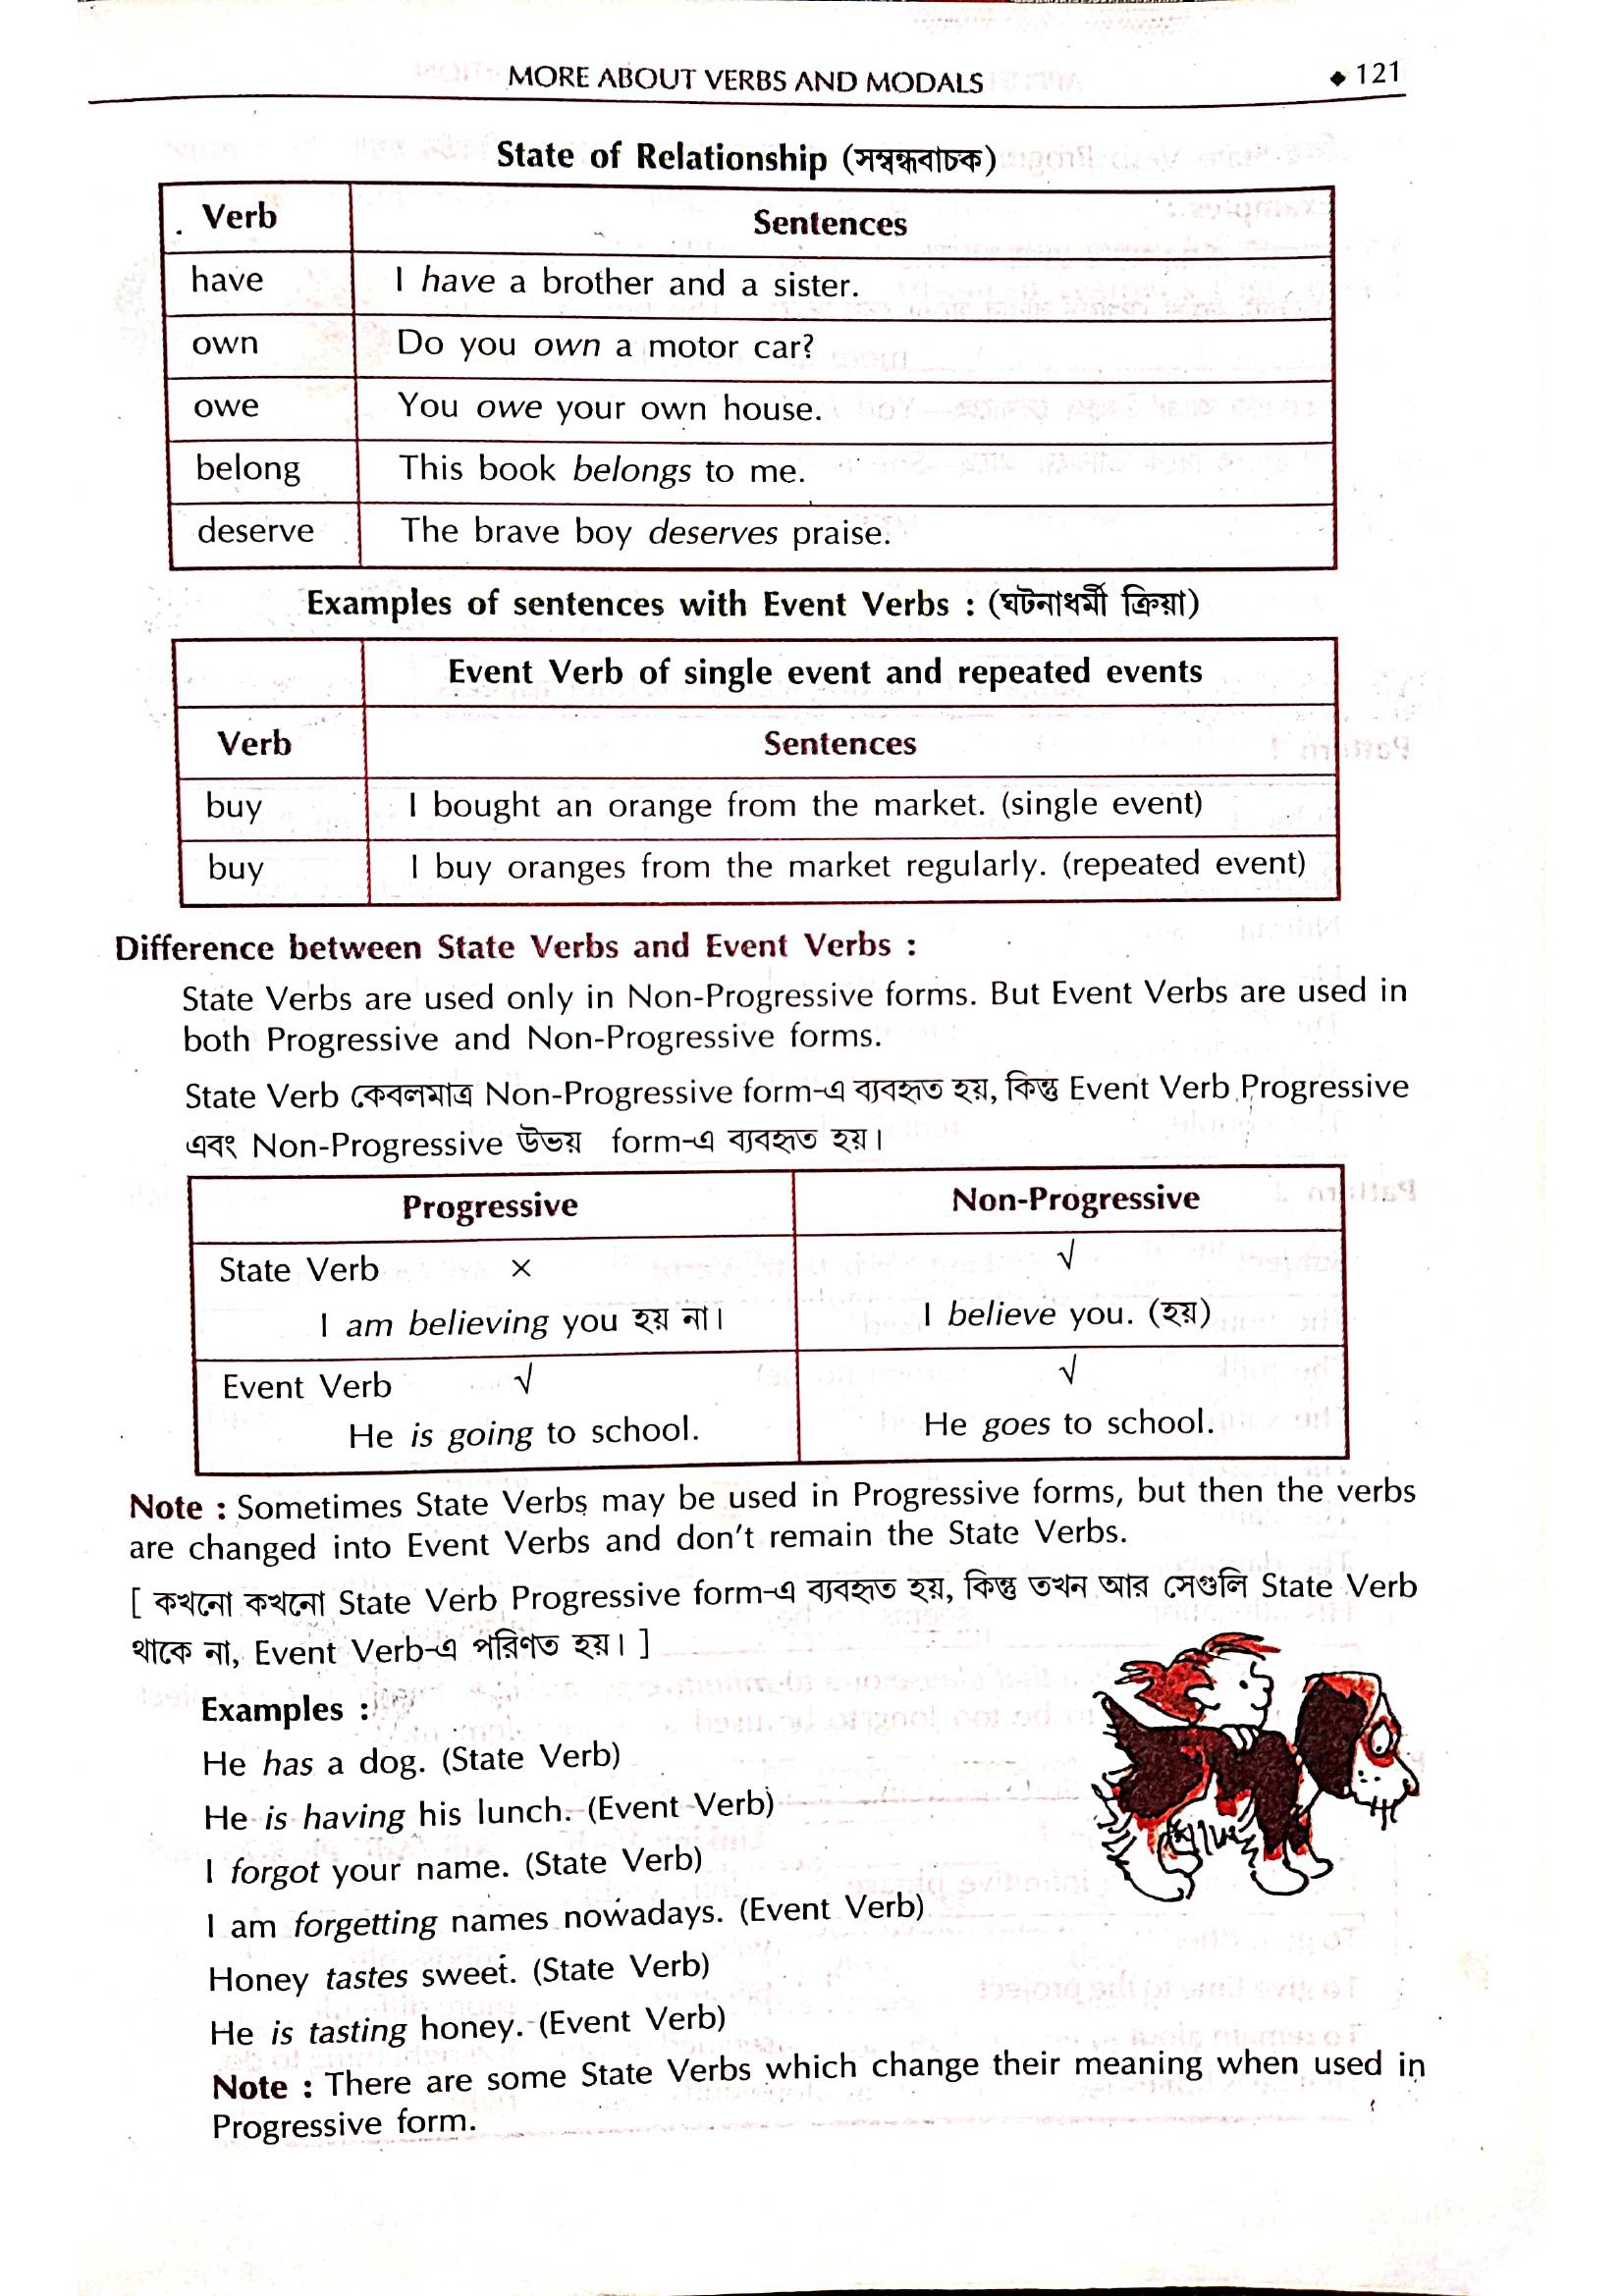 MORE ABOUT VERBS AND MODALS ◆ 121
State of Relationship (সম্বন্ধবাচক)
Verb Sentences
have I have a brother and a sister.
own Do you own a motor car?
owe You owe your own house.
belong This book belongs to me.
deserve The brave boy deserves praise.
Examples of sentences with Event Verbs : (ঘটনাধর্মী ক্রিয়া)
Event Verb of single event and repeated events
Verb Sentences
buy I bought an orange from the market. (single event)
buy I buy oranges from the market regularly. (repeated event)
Difference between State Verbs and Event Verbs :
State Verbs are used only in Non-Progressive forms. But Event Verbs are used in
both Progressive and Non-Progressive forms.
State Verb কেবলমাত্র Non-Progressive form-এ ব্যবহৃত হয়, কিন্তু Event Verb Progressive
এবং Non-Progressive উভয় form-এ ব্যবহৃত হয়।
Progressive Non-Progressive
State Verb × √
I am believing you হয় না। I believe you. (হয়)
Event Verb √ √
He is going to school. He goes to school.
Note : Sometimes State Verbs may be used in Progressive forms, but then the verbs
are changed into Event Verbs and don't remain the State Verbs.
[ কখনো কখনো State Verb Progressive form-এ ব্যবহৃত হয়, কিন্তু তখন আর সেগুলি State Verb
থাকে না, Event Verb-এ পরিণত হয়। ]
Examples :
He has a dog. (State Verb)
He is having his lunch. (Event Verb)
I forgot your name. (State Verb)
I am forgetting names nowadays. (Event Verb)
Honey tastes sweet. (State Verb)
He is tasting honey. (Event Verb)
Note : There are some State Verbs which change their meaning when used in
Progressive form.